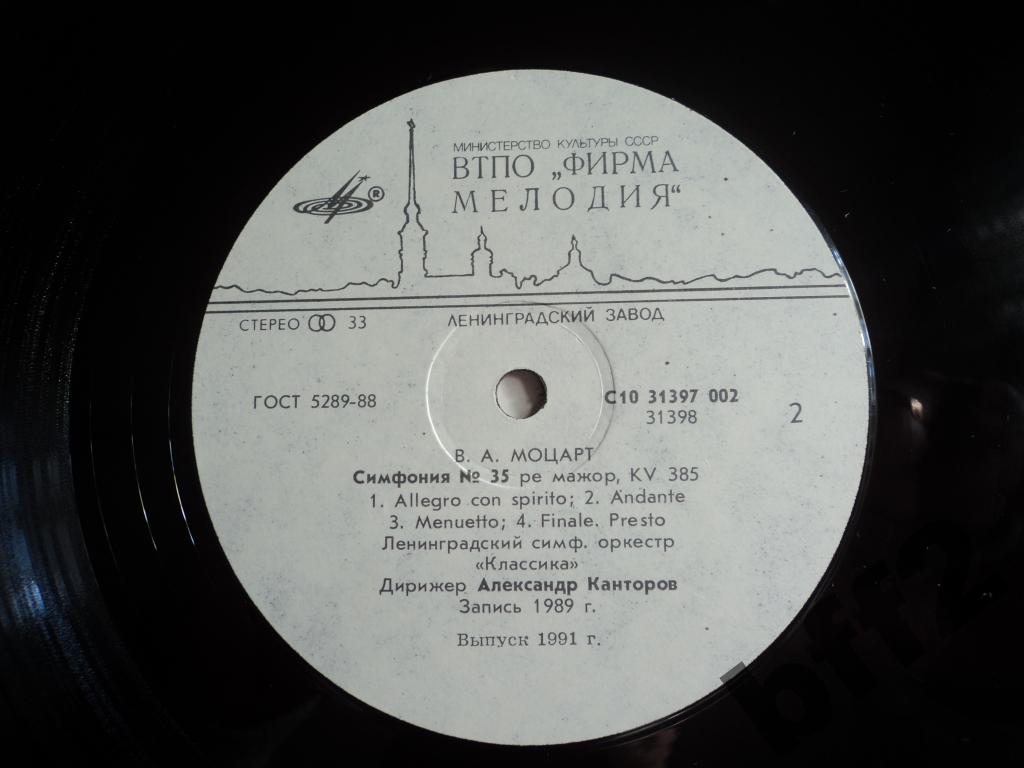 МИНИСТЕРСТВО КУЛЬТУРЫ СССР
ВТПО „ФИРМА
МЕЛОДИЯ“
®
СТЕРЕО 33
ЛЕНИНГРАДСКИЙ ЗАВОД
ГОСТ 5289-88
С10 31397 002
31398
2
В. А. МОЦАРТ
Симфония № 35 ре мажор, KV 385
1. Allegro con spirito; 2. Andante
3. Menuetto; 4. Finale. Presto
Ленинградский симф. оркестр
«Классика»
Дирижер Александр Канторов
Запись 1989 г.
Выпуск 1991 г.
bff2